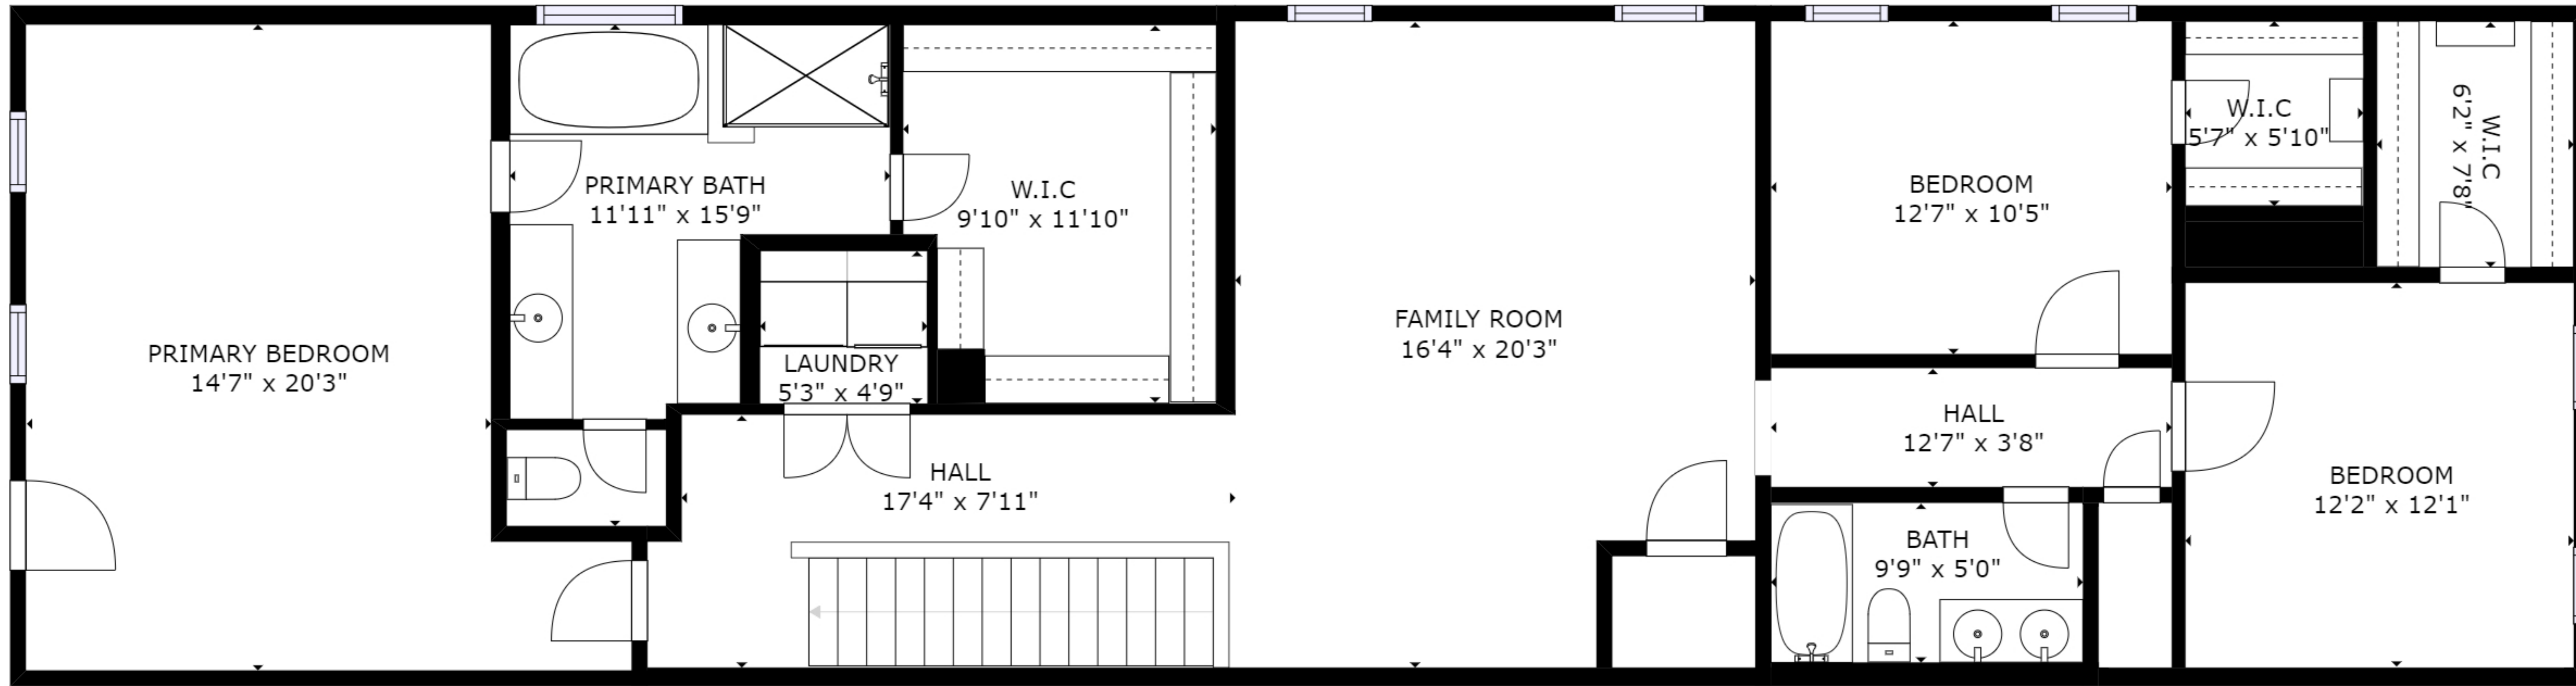 PRIMARY BEDROOM
14'7" x 20'3"
PRIMARY BATH
11'11" x 15'9"
W.I.C
9'10" x 11'10"
LAUNDRY
5'3" x 4'9"
HALL
17'4" x 7'11"
FAMILY ROOM
16'4" x 20'3"
BEDROOM
12'7" x 10'5"
W.I.C
5'7" x 5'10"
W.I.C
6'2" x 7'8"
HALL
12'7" x 3'8"
BATH
9'9" x 5'0"
BEDROOM
12'2" x 12'1"